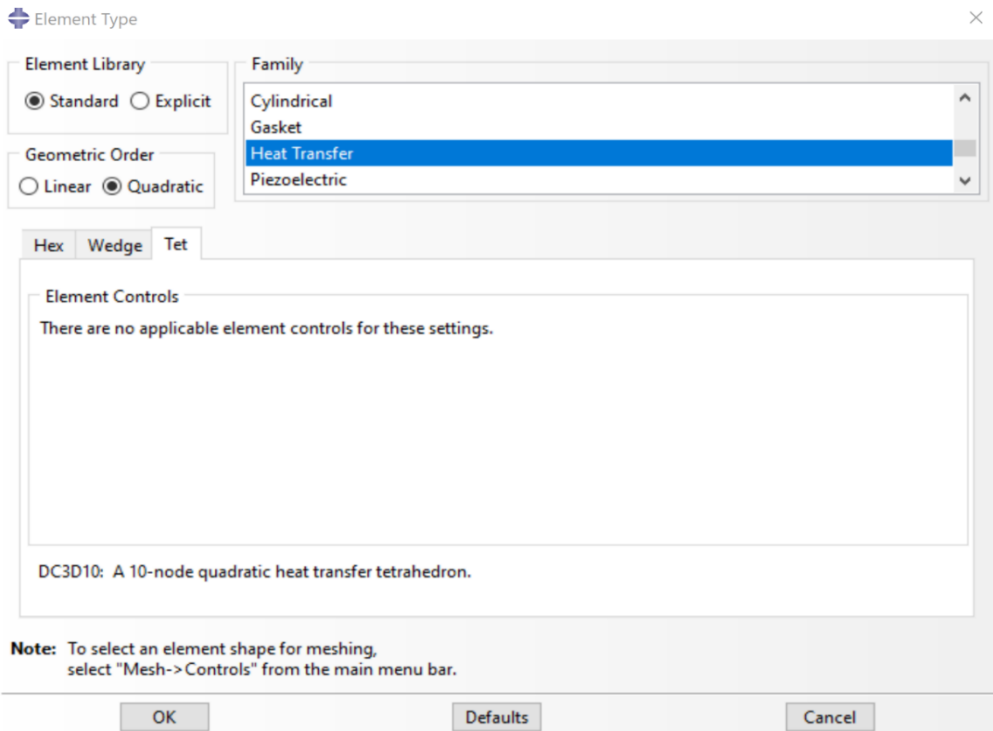 Element Type
Element Library
Standard Explicit
Family
Cylindrical
Gasket
Heat Transfer
Piezoelectric
Geometric Order
Linear Quadratic
Hex Wedge Tet
Element Controls
There are no applicable element controls for these settings.
DC3D10: A 10-node quadratic heat transfer tetrahedron.
Note: To select an element shape for meshing,
select "Mesh->Controls" from the main menu bar.
OK Defaults Cancel